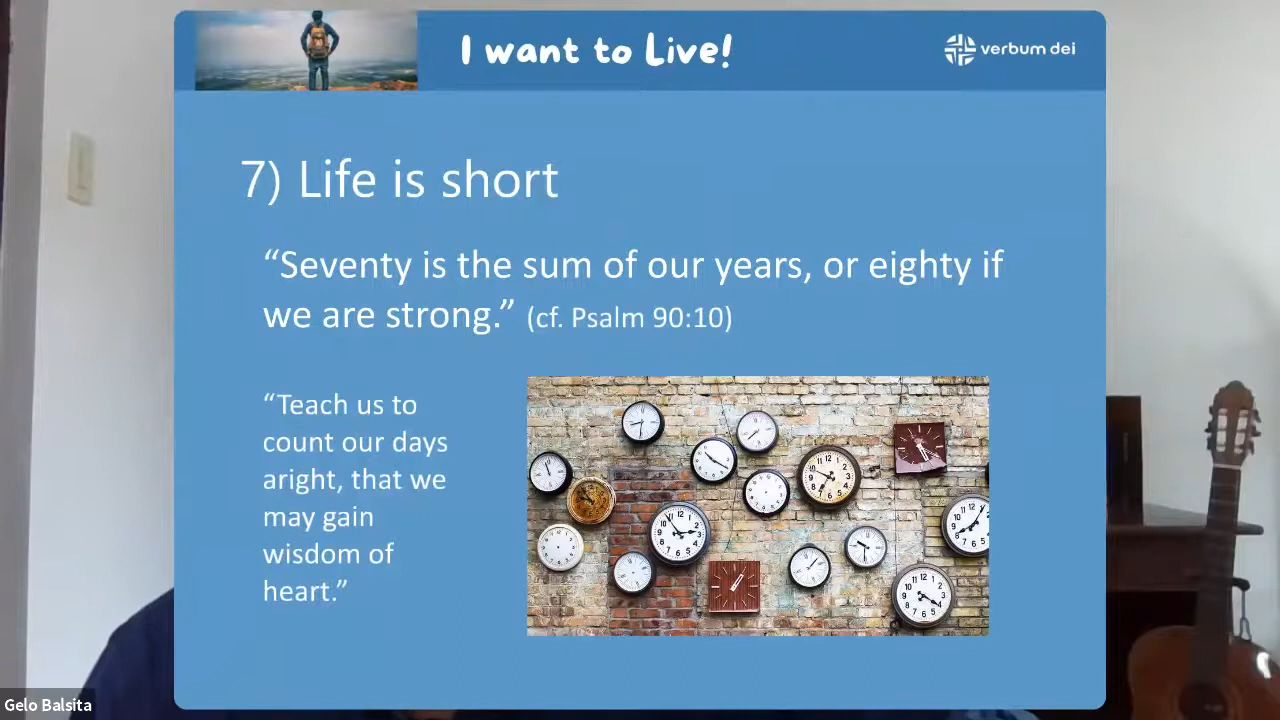 I want to Live!
verbum dei
7) Life is short
“Seventy is the sum of our years, or eighty if
we are strong.” (cf. Psalm 90:10)
“Teach us to
count our days
aright, that we
may gain
wisdom of
heart.”
Gelo Balsita